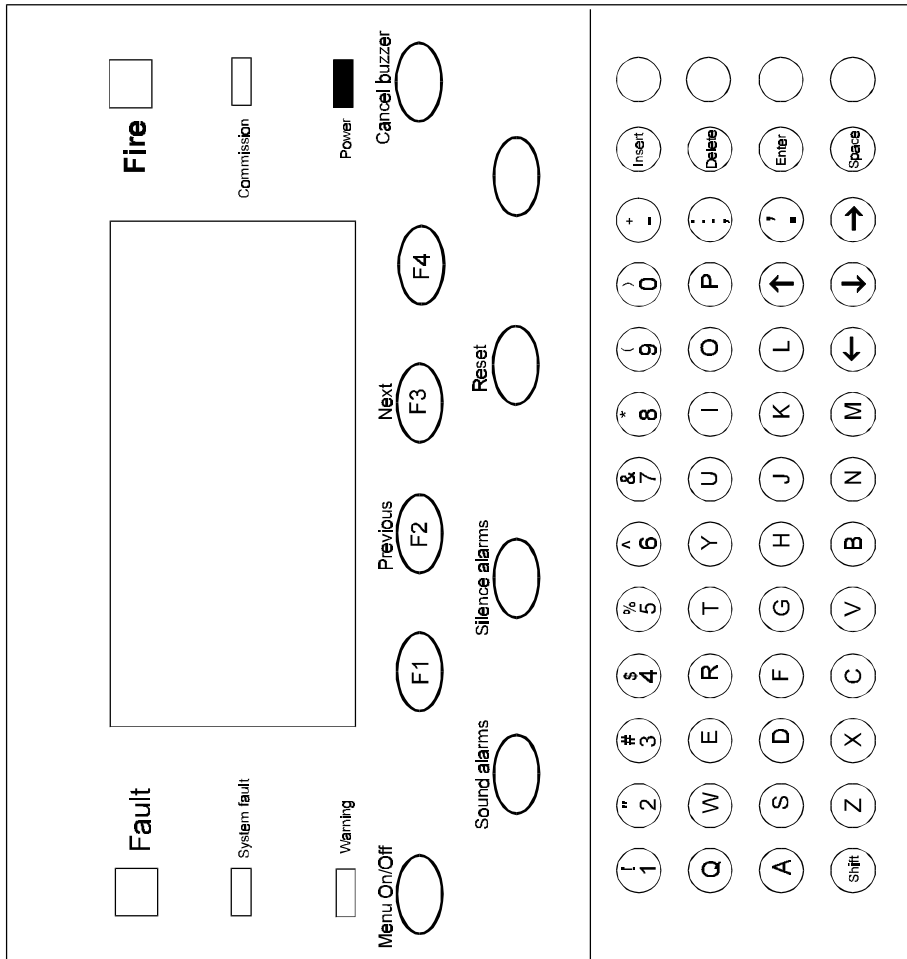 Fault
Fire
System fault
Commission
Warning
Power
Menu On/Off
F1
Previous
F2
Next
F3
F4
Cancel buzzer
Sound alarms
Silence alarms
Reset
! 1
" 2
# 3
$ 4
% 5
^ 6
& 7
* 8
( 9
) 0
+ -
Insert
Q W E R T Y U I O P : ; , Delete
A S D F G H J K L ↑ ' . Enter
Shift Z X C V B N M ← ↓ → Space